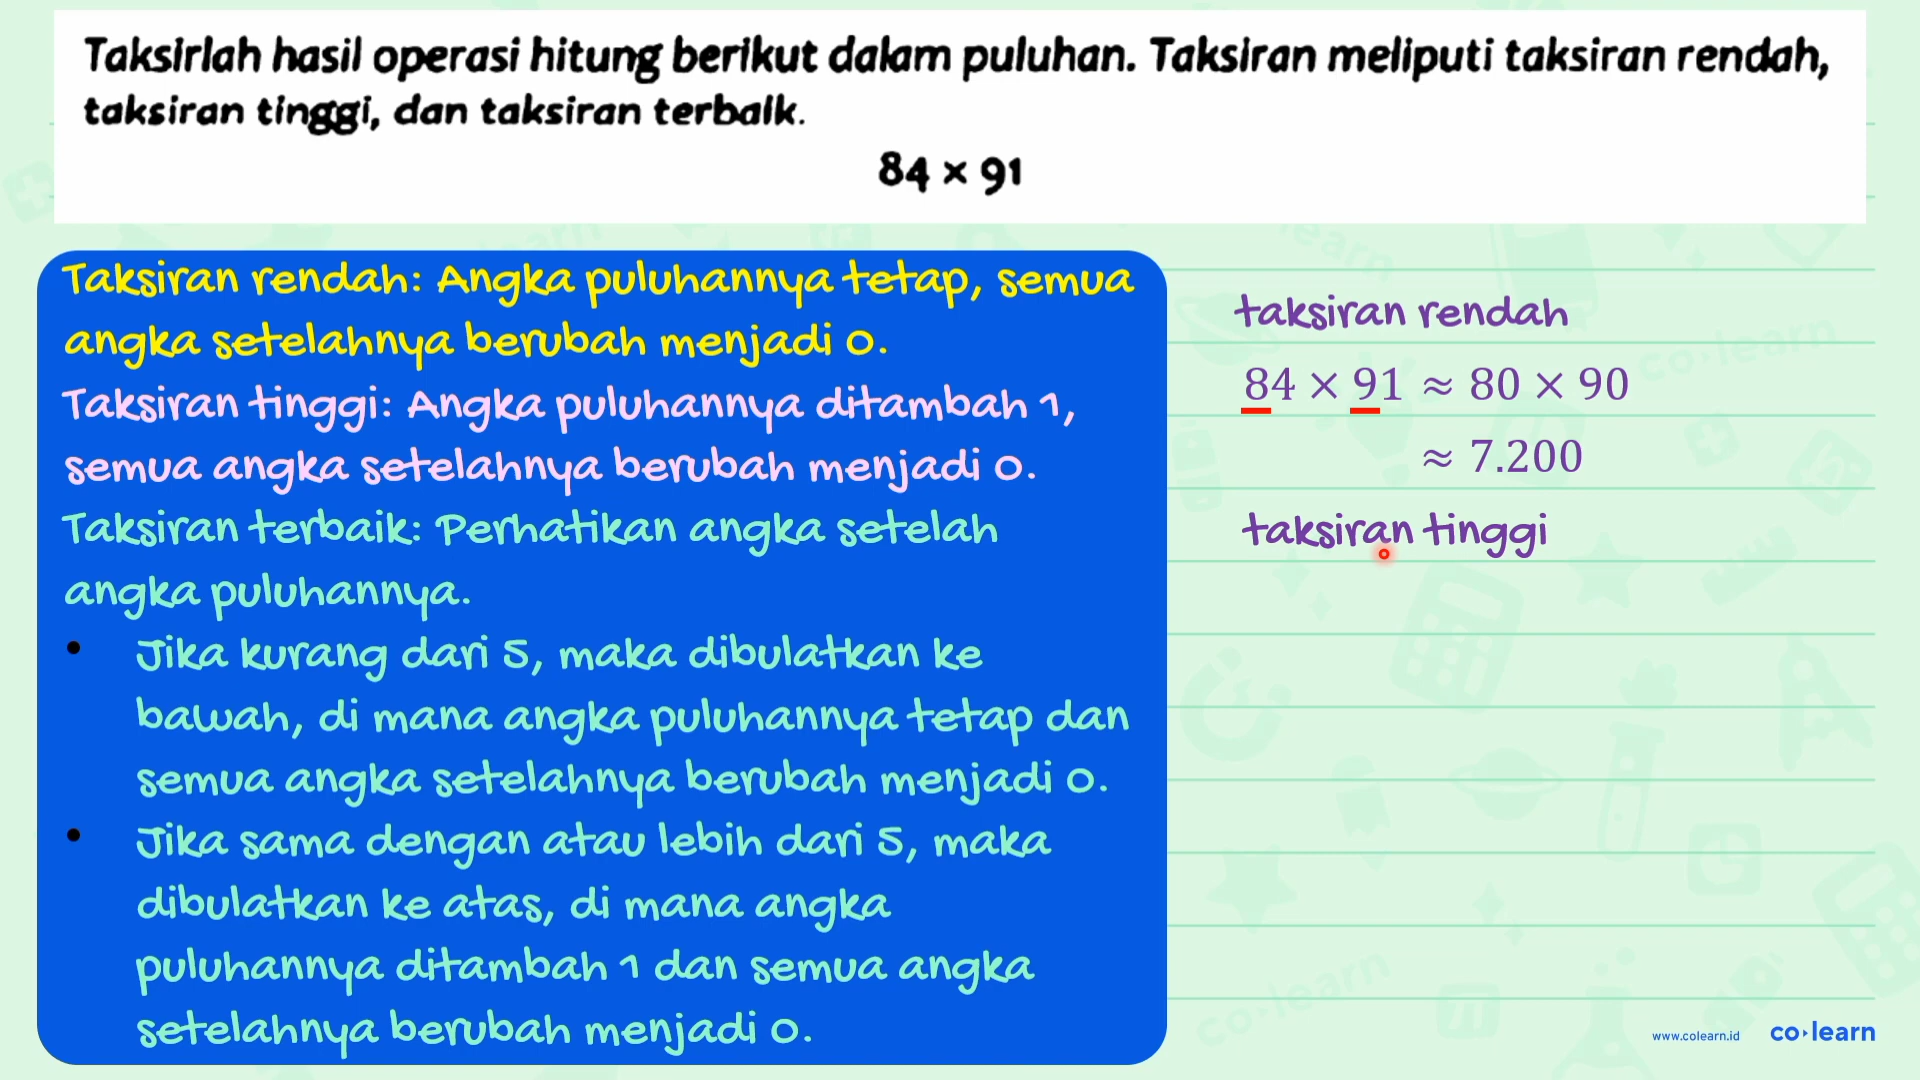 Taksirlah hasil operasi hitung berikut dalam puluhan. Taksiran meliputi taksiran rendah,
taksiran tinggi, dan taksiran terbaik.
84 × 91
Taksiran rendah: Angka puluhannya tetap, semua
angka setelahnya berubah menjadi 0.
Taksiran tinggi: Angka puluhannya ditambah 1,
semua angka setelahnya berubah menjadi 0.
Taksiran terbaik: Perhatikan angka setelah
angka puluhannya.
• Jika kurang dari 5, maka dibulatkan ke
bawah, di mana angka puluhannya tetap dan
semua angka setelahnya berubah menjadi 0.
• Jika sama dengan atau lebih dari 5, maka
dibulatkan ke atas, di mana angka
puluhannya ditambah 1 dan semua angka
setelahnya berubah menjadi 0.
taksiran rendah
84 × 91 ≈ 80 × 90
≈ 7.200
taksiran tinggi
www.colearn.id co·learn